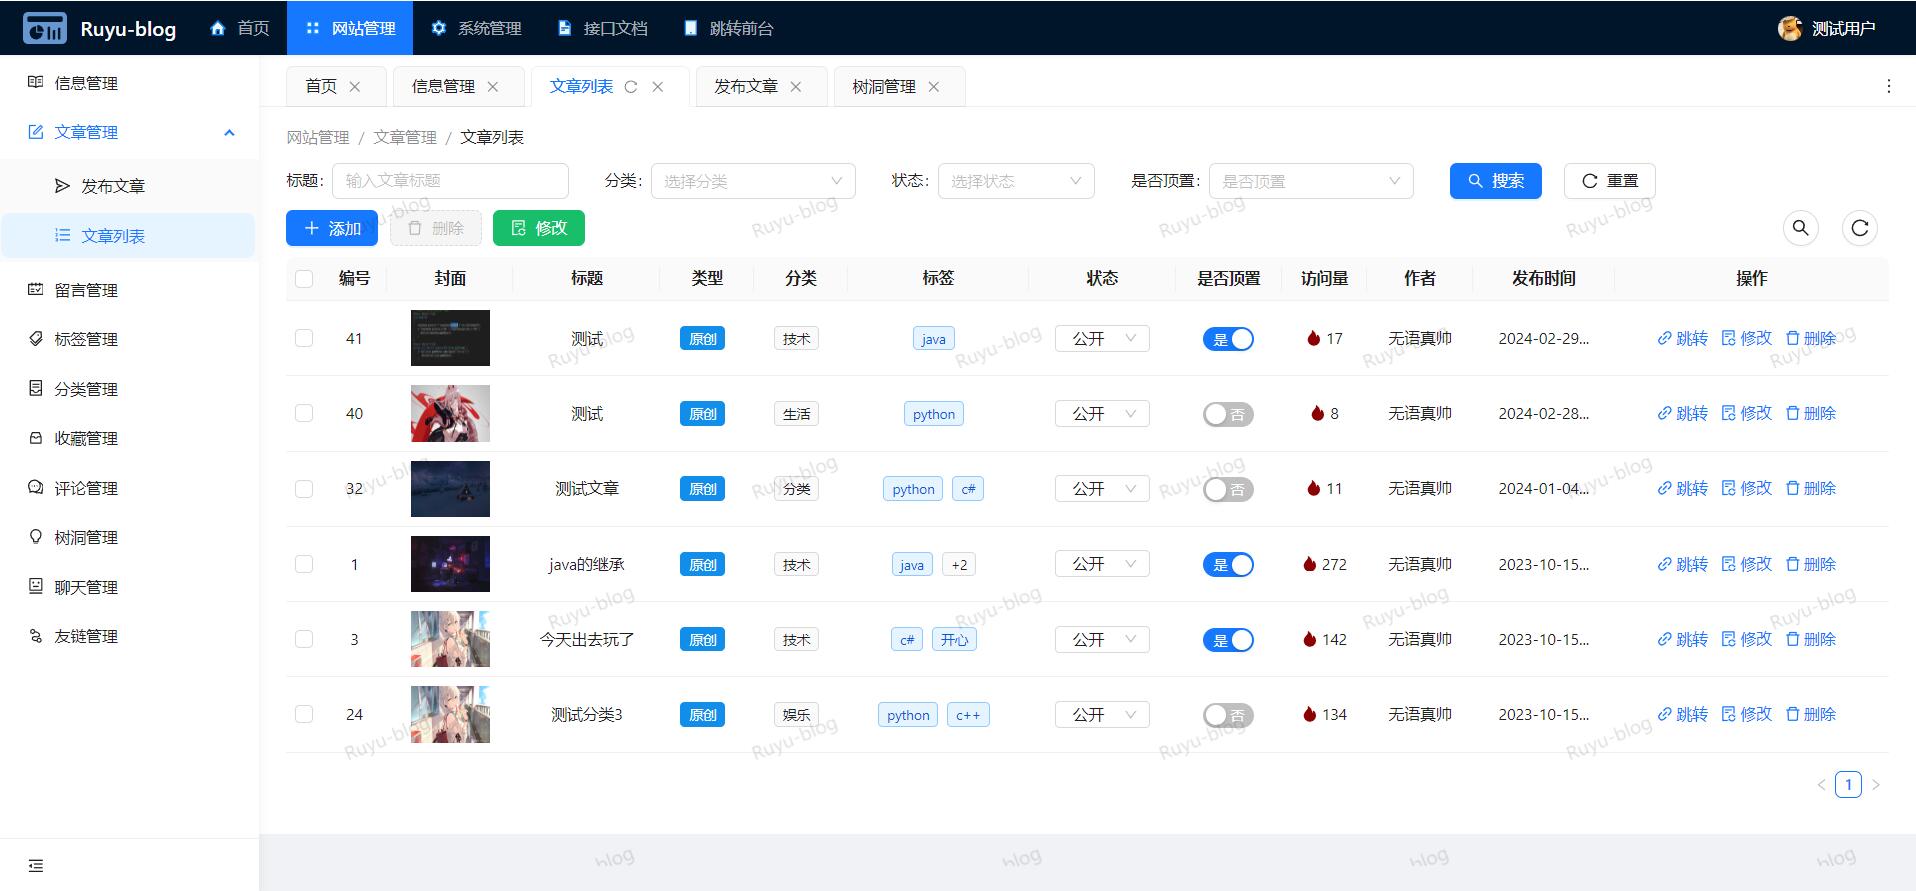 Ruyu-blog 首页 网站管理 系统管理 接口文档 跳转前台 测试用户
信息管理
文章管理
发布文章
文章列表
留言管理
标签管理
分类管理
收藏管理
评论管理
树洞管理
聊天管理
友链管理
首页 信息管理 文章列表 发布文章 树洞管理
网站管理 / 文章管理 / 文章列表
标题: 输入文章标题 分类: 选择分类 状态: 选择状态 是否顶置: 是否顶置 搜索 重置
添加 删除 修改
编号 封面 标题 类型 分类 标签 状态 是否顶置 访问量 作者 发布时间 操作
41 测试 原创 技术 java 公开 是 17 无语真帅 2024-02-29... 跳转 修改 删除
40 测试 原创 生活 python 公开 否 8 无语真帅 2024-02-28... 跳转 修改 删除
32 测试文章 原创 分类 python c# 公开 否 11 无语真帅 2024-01-04... 跳转 修改 删除
1 java的继承 原创 技术 java +2 公开 是 272 无语真帅 2023-10-15... 跳转 修改 删除
3 今天出去玩了 原创 技术 c# 开心 公开 是 142 无语真帅 2023-10-15... 跳转 修改 删除
24 测试分类3 原创 娱乐 python c++ 公开 否 134 无语真帅 2023-10-15... 跳转 修改 删除
1